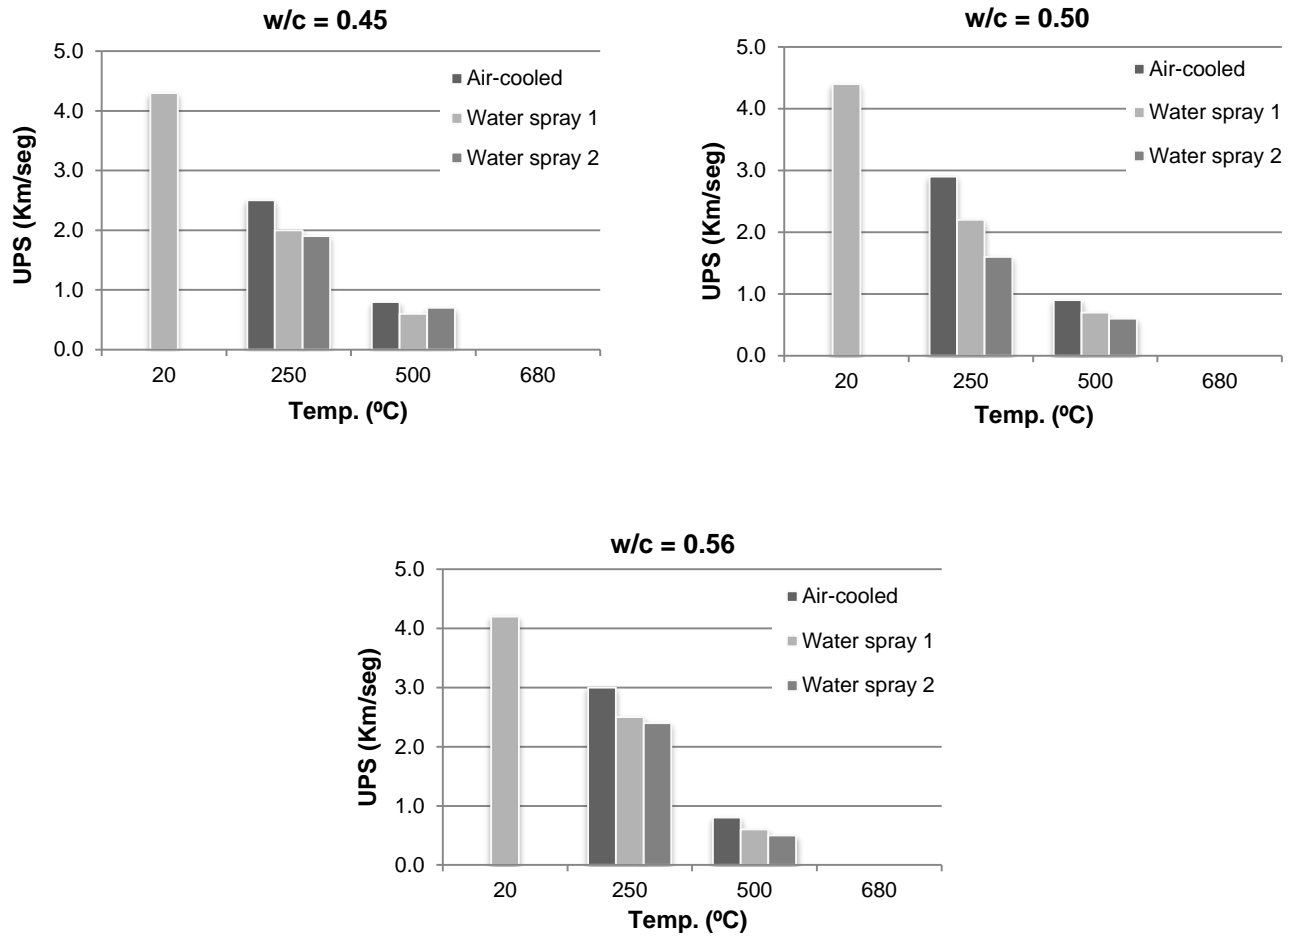 w/c = 0.45
5.0
4.0
3.0
2.0
1.0
0.0
UPS (Km/seg)
Air-cooled
Water spray 1
Water spray 2
20 250 500 680
Temp. (ºC)
w/c = 0.50
5.0
4.0
3.0
2.0
1.0
0.0
UPS (Km/seg)
Air-cooled
Water spray 1
Water spray 2
20 250 500 680
Temp. (ºC)
w/c = 0.56
5.0
4.0
3.0
2.0
1.0
0.0
UPS (Km/seg)
Air-cooled
Water spray 1
Water spray 2
20 250 500 680
Temp. (ºC)